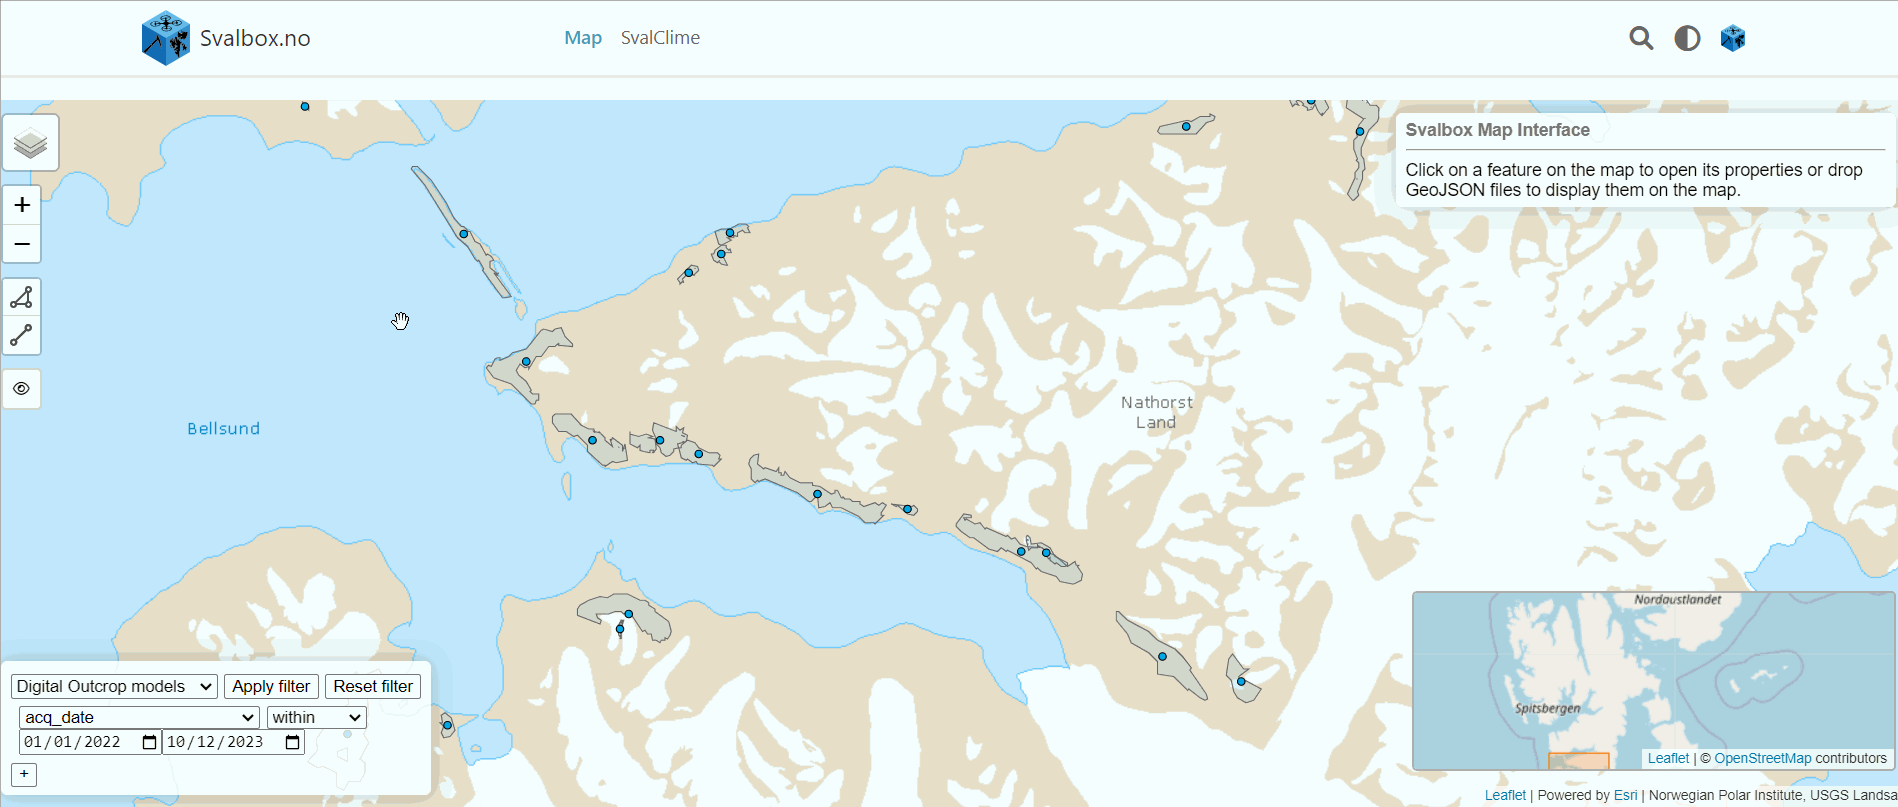 Svalbox.no
Map
SvalClime
Svalbox Map Interface
Click on a feature on the map to open its properties or drop
GeoJSON files to display them on the map.
+
−
Bellsund
Nathorst
Land
Digital Outcrop models
Apply filter
Reset filter
acq_date
within
01/01/2022
10/12/2023
+
Nordaustlandet
Spitsbergen
Leaflet | © OpenStreetMap contributors
Leaflet | Powered by Esri | Norwegian Polar Institute, USGS Landsa